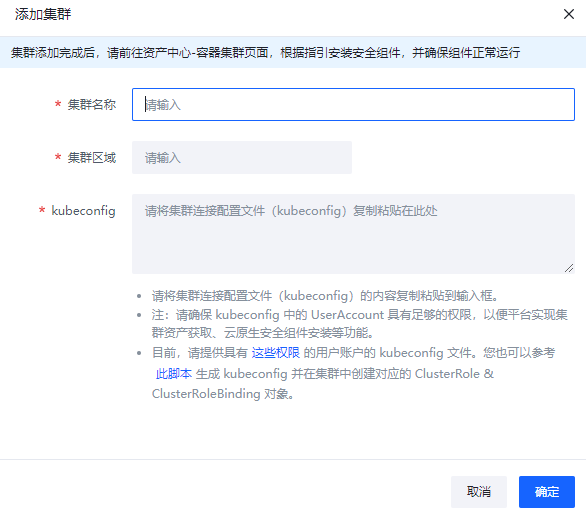 添加集群
集群添加完成后，请前往资产中心-容器集群页面，根据指引安装安全组件，并确保组件正常运行
* 集群名称 请输入
* 集群区域 请输入
* kubeconfig 请将集群连接配置文件（kubeconfig）复制粘贴在此处
• 请将集群连接配置文件（kubeconfig）的内容复制粘贴到输入框。
• 注：请确保 kubeconfig 中的 UserAccount 具有足够的权限，以便平台实现集
群资产获取、云原生安全组件安装等功能。
• 目前，请提供具有 这些权限 的用户账户的 kubeconfig 文件。您也可以参考
此脚本 生成 kubeconfig 并在集群中创建对应的 ClusterRole &
ClusterRoleBinding 对象。
取消 确定